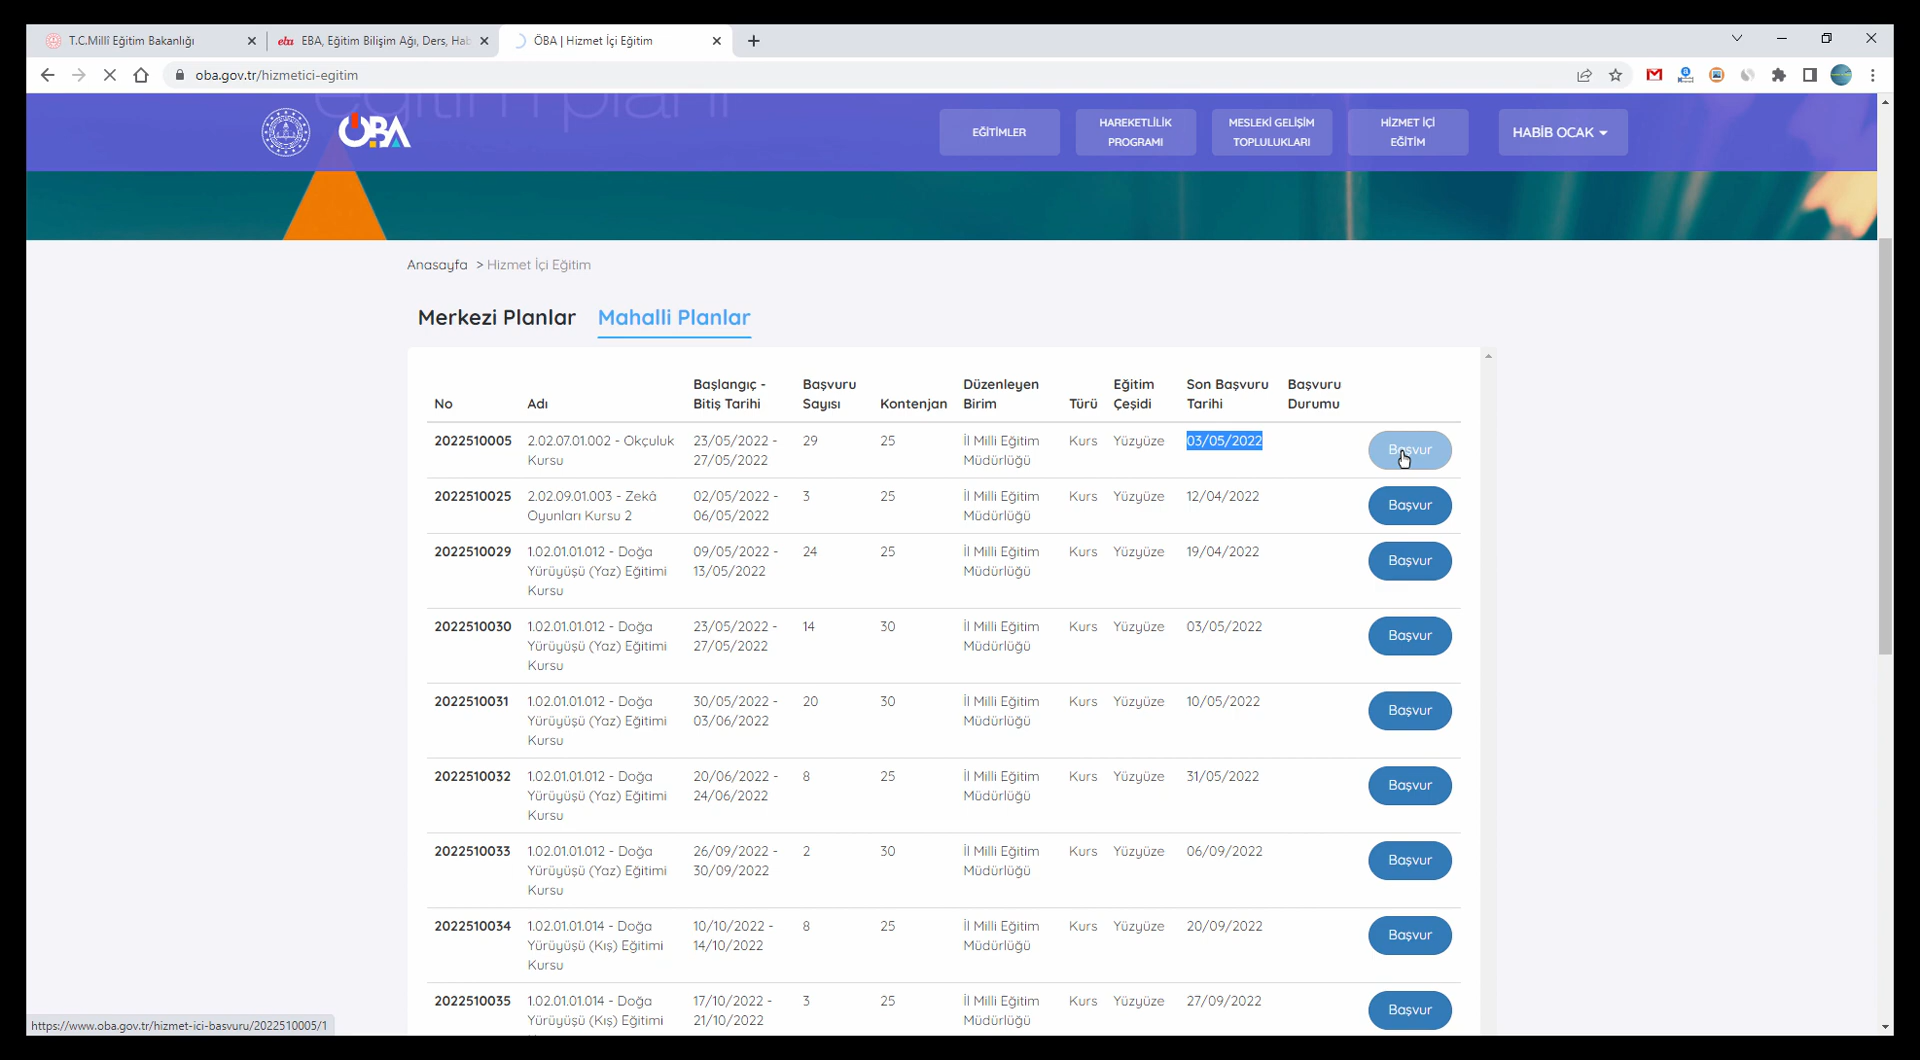 T.C.Millî Eğitim Bakanlığı
eba EBA, Eğitim Bilişim Ağı, Ders, Hab
ÖBA | Hizmet İçi Eğitim
oba.gov.tr/hizmetici-egitim
eğitim planı
ÖBA
EĞİTİMLER
HAREKETLİLİK
PROGRAMI
MESLEKİ GELİŞİM
TOPLULUKLARI
HİZMET İÇİ
EĞİTİM
HABİB OCAK
Anasayfa > Hizmet İçi Eğitim
Merkezi Planlar Mahalli Planlar
Başlangıç - Başvuru Düzenleyen Eğitim Son Başvuru Başvuru
No Adı Bitiş Tarihi Sayısı Kontenjan Birim Türü Çeşidi Tarihi Durumu
2022510005 2.02.07.01.002 - Okçuluk 23/05/2022 - 29 25 İl Milli Eğitim Kurs Yüzyüze 03/05/2022 Başvur
Kursu 27/05/2022 Müdürlüğü
2022510025 2.02.09.01.003 - Zekâ 02/05/2022 - 3 25 İl Milli Eğitim Kurs Yüzyüze 12/04/2022 Başvur
Oyunları Kursu 2 06/05/2022 Müdürlüğü
2022510029 1.02.01.01.012 - Doğa 09/05/2022 - 24 25 İl Milli Eğitim Kurs Yüzyüze 19/04/2022 Başvur
Yürüyüşü (Yaz) Eğitimi 13/05/2022 Müdürlüğü
Kursu
2022510030 1.02.01.01.012 - Doğa 23/05/2022 - 14 30 İl Milli Eğitim Kurs Yüzyüze 03/05/2022 Başvur
Yürüyüşü (Yaz) Eğitimi 27/05/2022 Müdürlüğü
Kursu
2022510031 1.02.01.01.012 - Doğa 30/05/2022 - 20 30 İl Milli Eğitim Kurs Yüzyüze 10/05/2022 Başvur
Yürüyüşü (Yaz) Eğitimi 03/06/2022 Müdürlüğü
Kursu
2022510032 1.02.01.01.012 - Doğa 20/06/2022 - 8 25 İl Milli Eğitim Kurs Yüzyüze 31/05/2022 Başvur
Yürüyüşü (Yaz) Eğitimi 24/06/2022 Müdürlüğü
Kursu
2022510033 1.02.01.01.012 - Doğa 26/09/2022 - 2 30 İl Milli Eğitim Kurs Yüzyüze 06/09/2022 Başvur
Yürüyüşü (Yaz) Eğitimi 30/09/2022 Müdürlüğü
Kursu
2022510034 1.02.01.01.014 - Doğa 10/10/2022 - 8 25 İl Milli Eğitim Kurs Yüzyüze 20/09/2022 Başvur
Yürüyüşü (Kış) Eğitimi 14/10/2022 Müdürlüğü
Kursu
2022510035 1.02.01.01.014 - Doğa 17/10/2022 - 3 25 İl Milli Eğitim Kurs Yüzyüze 27/09/2022 Başvur
Yürüyüşü (Kış) Eğitimi 21/10/2022 Müdürlüğü
https://www.oba.gov.tr/hizmet-ici-basvuru/2022510005/1